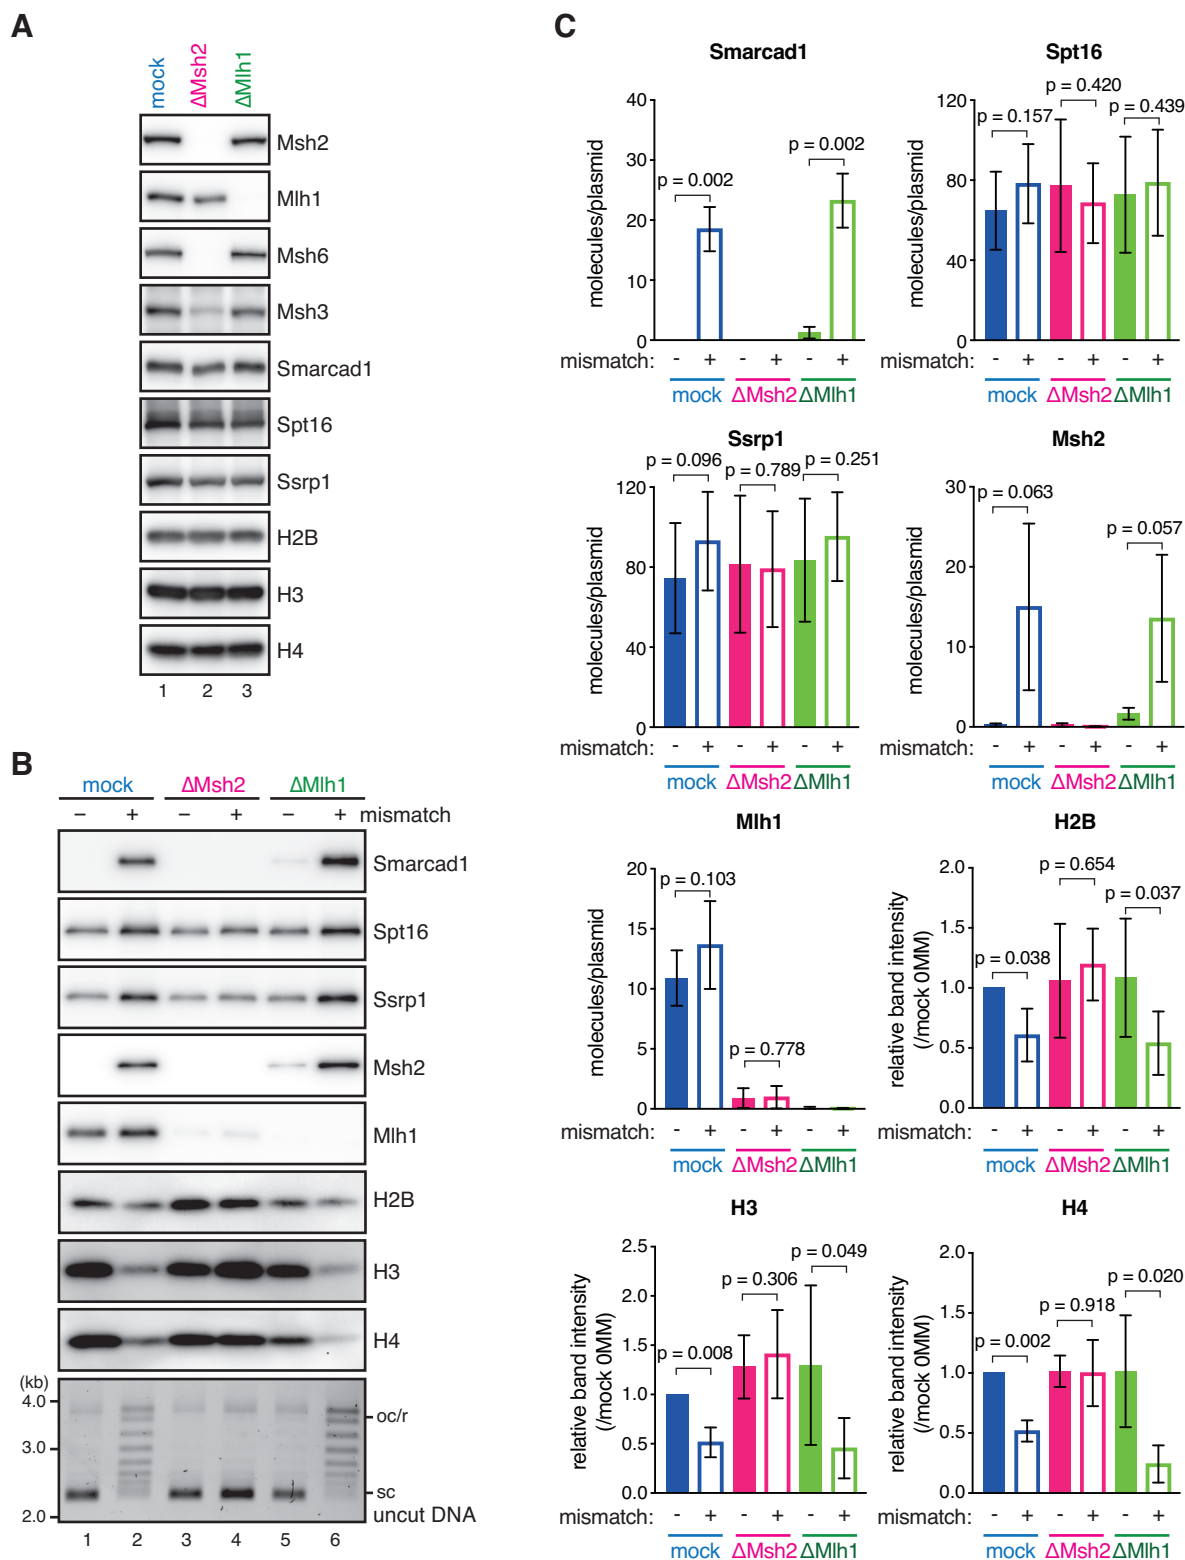 A
mock
ΔMsh2
ΔMlh1
Msh2
Mlh1
Msh6
Msh3
Smarcad1
Spt16
Ssrp1
H2B
H3
H4
1 2 3
B
mock ΔMsh2 ΔMlh1
− + − + − + mismatch
Smarcad1
Spt16
Ssrp1
Msh2
Mlh1
H2B
H3
H4
(kb)
4.0
3.0
2.0
oc/r
sc
uncut DNA
1 2 3 4 5 6
C
Smarcad1
molecules/plasmid
40
30
20
10
0
p = 0.002
p = 0.002
mismatch: - + - + - +
mock ΔMsh2 ΔMlh1
Spt16
molecules/plasmid
120
80
40
0
p = 0.157
p = 0.420
p = 0.439
mismatch: - + - + - +
mock ΔMsh2 ΔMlh1
Ssrp1
molecules/plasmid
120
80
40
0
p = 0.096
p = 0.789
p = 0.251
mismatch: - + - + - +
mock ΔMsh2 ΔMlh1
Msh2
molecules/plasmid
30
20
10
0
p = 0.063
p = 0.057
mismatch: - + - + - +
mock ΔMsh2 ΔMlh1
Mlh1
molecules/plasmid
20
15
10
5
0
p = 0.103
p = 0.778
mismatch: - + - + - +
mock ΔMsh2 ΔMlh1
H2B
relative band intensity
(/mock 0MM)
2.0
1.5
1.0
0.5
0.0
p = 0.038
p = 0.654
p = 0.037
mismatch: - + - + - +
mock ΔMsh2 ΔMlh1
H3
relative band intensity
(/mock 0MM)
2.5
2.0
1.5
1.0
0.5
0.0
p = 0.008
p = 0.306
p = 0.049
mismatch: - + - + - +
mock ΔMsh2 ΔMlh1
H4
relative band intensity
(/mock 0MM)
2.0
1.5
1.0
0.5
0.0
p = 0.002
p = 0.918
p = 0.020
mismatch: - + - + - +
mock ΔMsh2 ΔMlh1